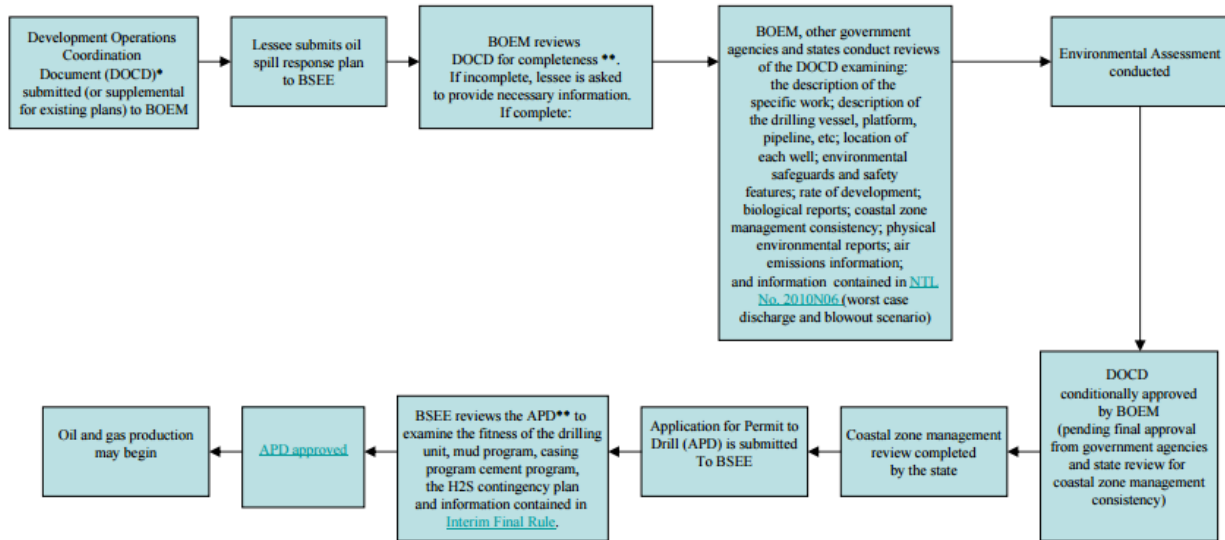 Development Operations
Coordination
Document (DOCD)*
submitted (or supplemental
for existing plans) to BOEM
Lessee submits oil
spill response plan
to BSEE
BOEM reviews
DOCD for completeness **.
If incomplete, lessee is asked
to provide necessary information.
If complete:
BOEM, other government
agencies and states conduct reviews
of the DOCD examining:
the description of the
specific work; description of
the drilling vessel, platform,
pipeline, etc; location of
each well; environmental
safeguards and safety
features; rate of development;
biological reports; coastal zone
management consistency; physical
environmental reports; air
emissions information;
and information contained in NTL
No. 2010N06 (worst case
discharge and blowout scenario)
Environmental Assessment
conducted
DOCD
conditionally approved
by BOEM
(pending final approval
from government agencies
and state review for
coastal zone management
consistency)
Coastal zone management
review completed
by the state
Application for Permit to
Drill (APD) is submitted
To BSEE
BSEE reviews the APD** to
examine the fitness of the drilling
unit, mud program, casing
program cement program,
the H2S contingency plan
and information contained in
Interim Final Rule.
APD approved
Oil and gas production
may begin